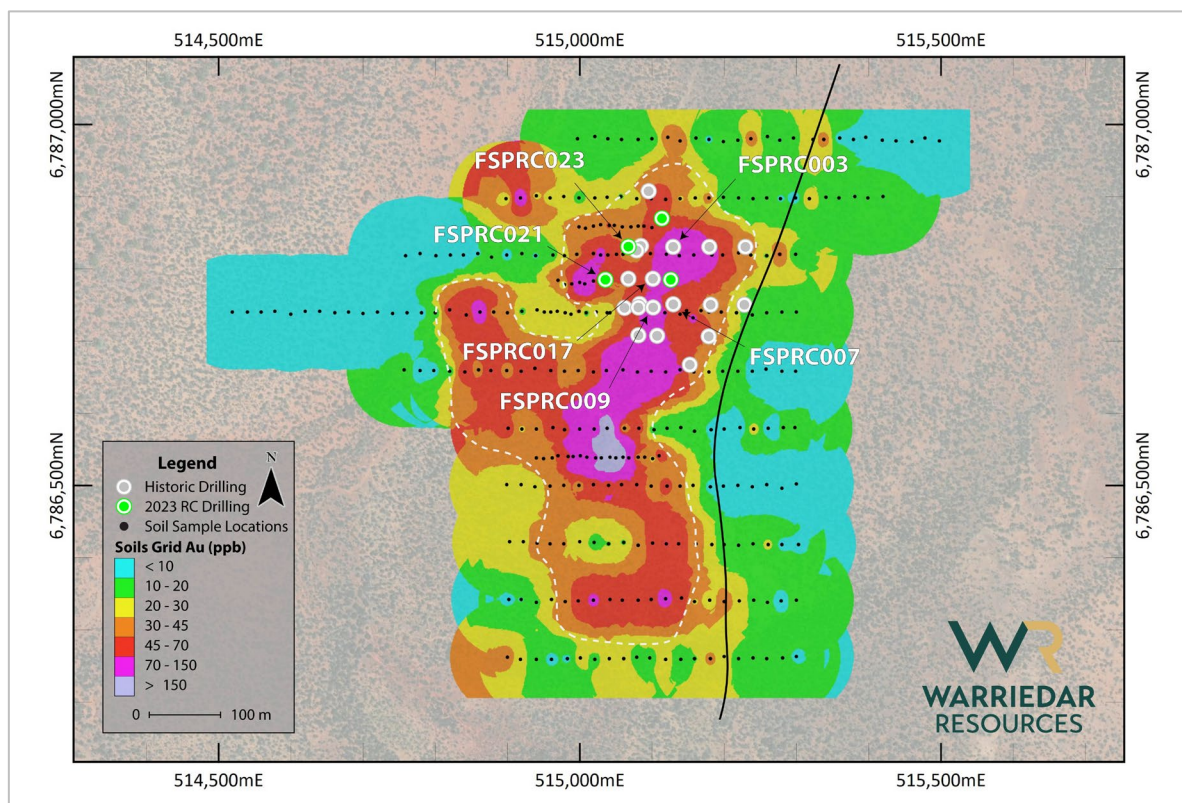 514,500mE 515,000mE 515,500mE
6,787,000mN
6,787,000mN
FSPRC023
FSPRC003
FSPRC021
FSPRC017
FSPRC007
FSPRC009
6,786,500mN
6,786,500mN
Legend
N
Historic Drilling
2023 RC Drilling
Soil Sample Locations
Soils Grid Au (ppb)
< 10
10 - 20
20 - 30
30 - 45
45 - 70
70 - 150
> 150
0 100 m
WR
WARRIEDAR
RESOURCES
514,500mE 515,000mE 515,500mE